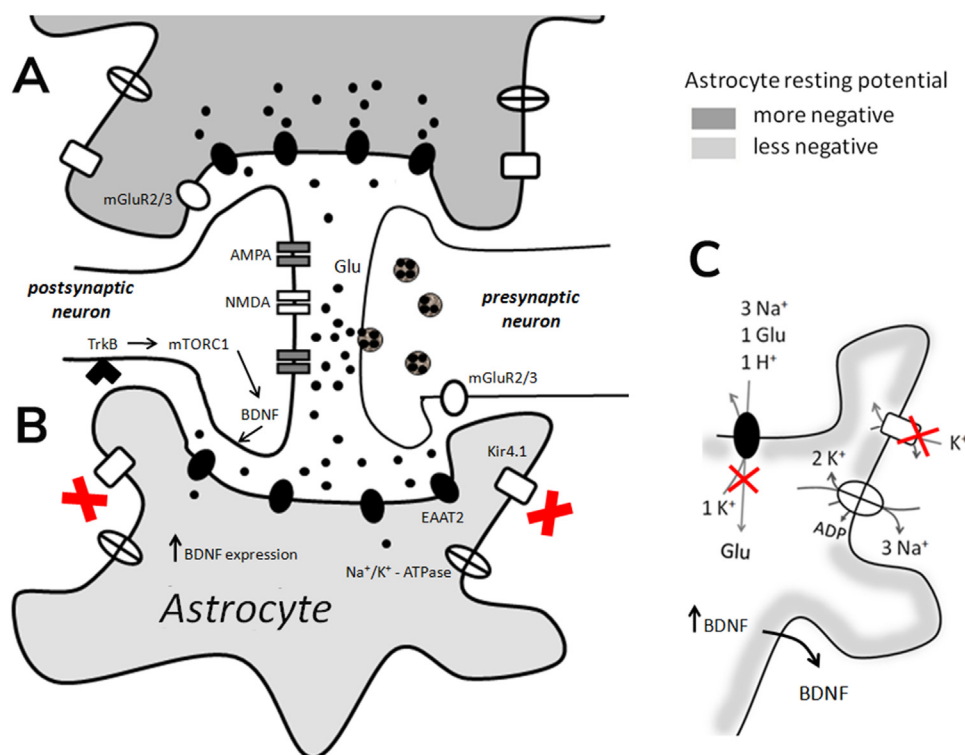 A
mGluR2/3
AMPA
Glu
postsynaptic
neuron
NMDA
presynaptic
neuron
TrkB
mTORC1
mGluR2/3
BDNF
B
Kir4.1
EAAT2
↑BDNF expression
Na⁺/K⁺ - ATPase
Astrocyte
Astrocyte resting potential
more negative
less negative
C
3 Na⁺
1 Glu
1 H⁺
K⁺
2 K⁺
1 K⁺
ADP
3 Na⁺
Glu
↑BDNF
BDNF